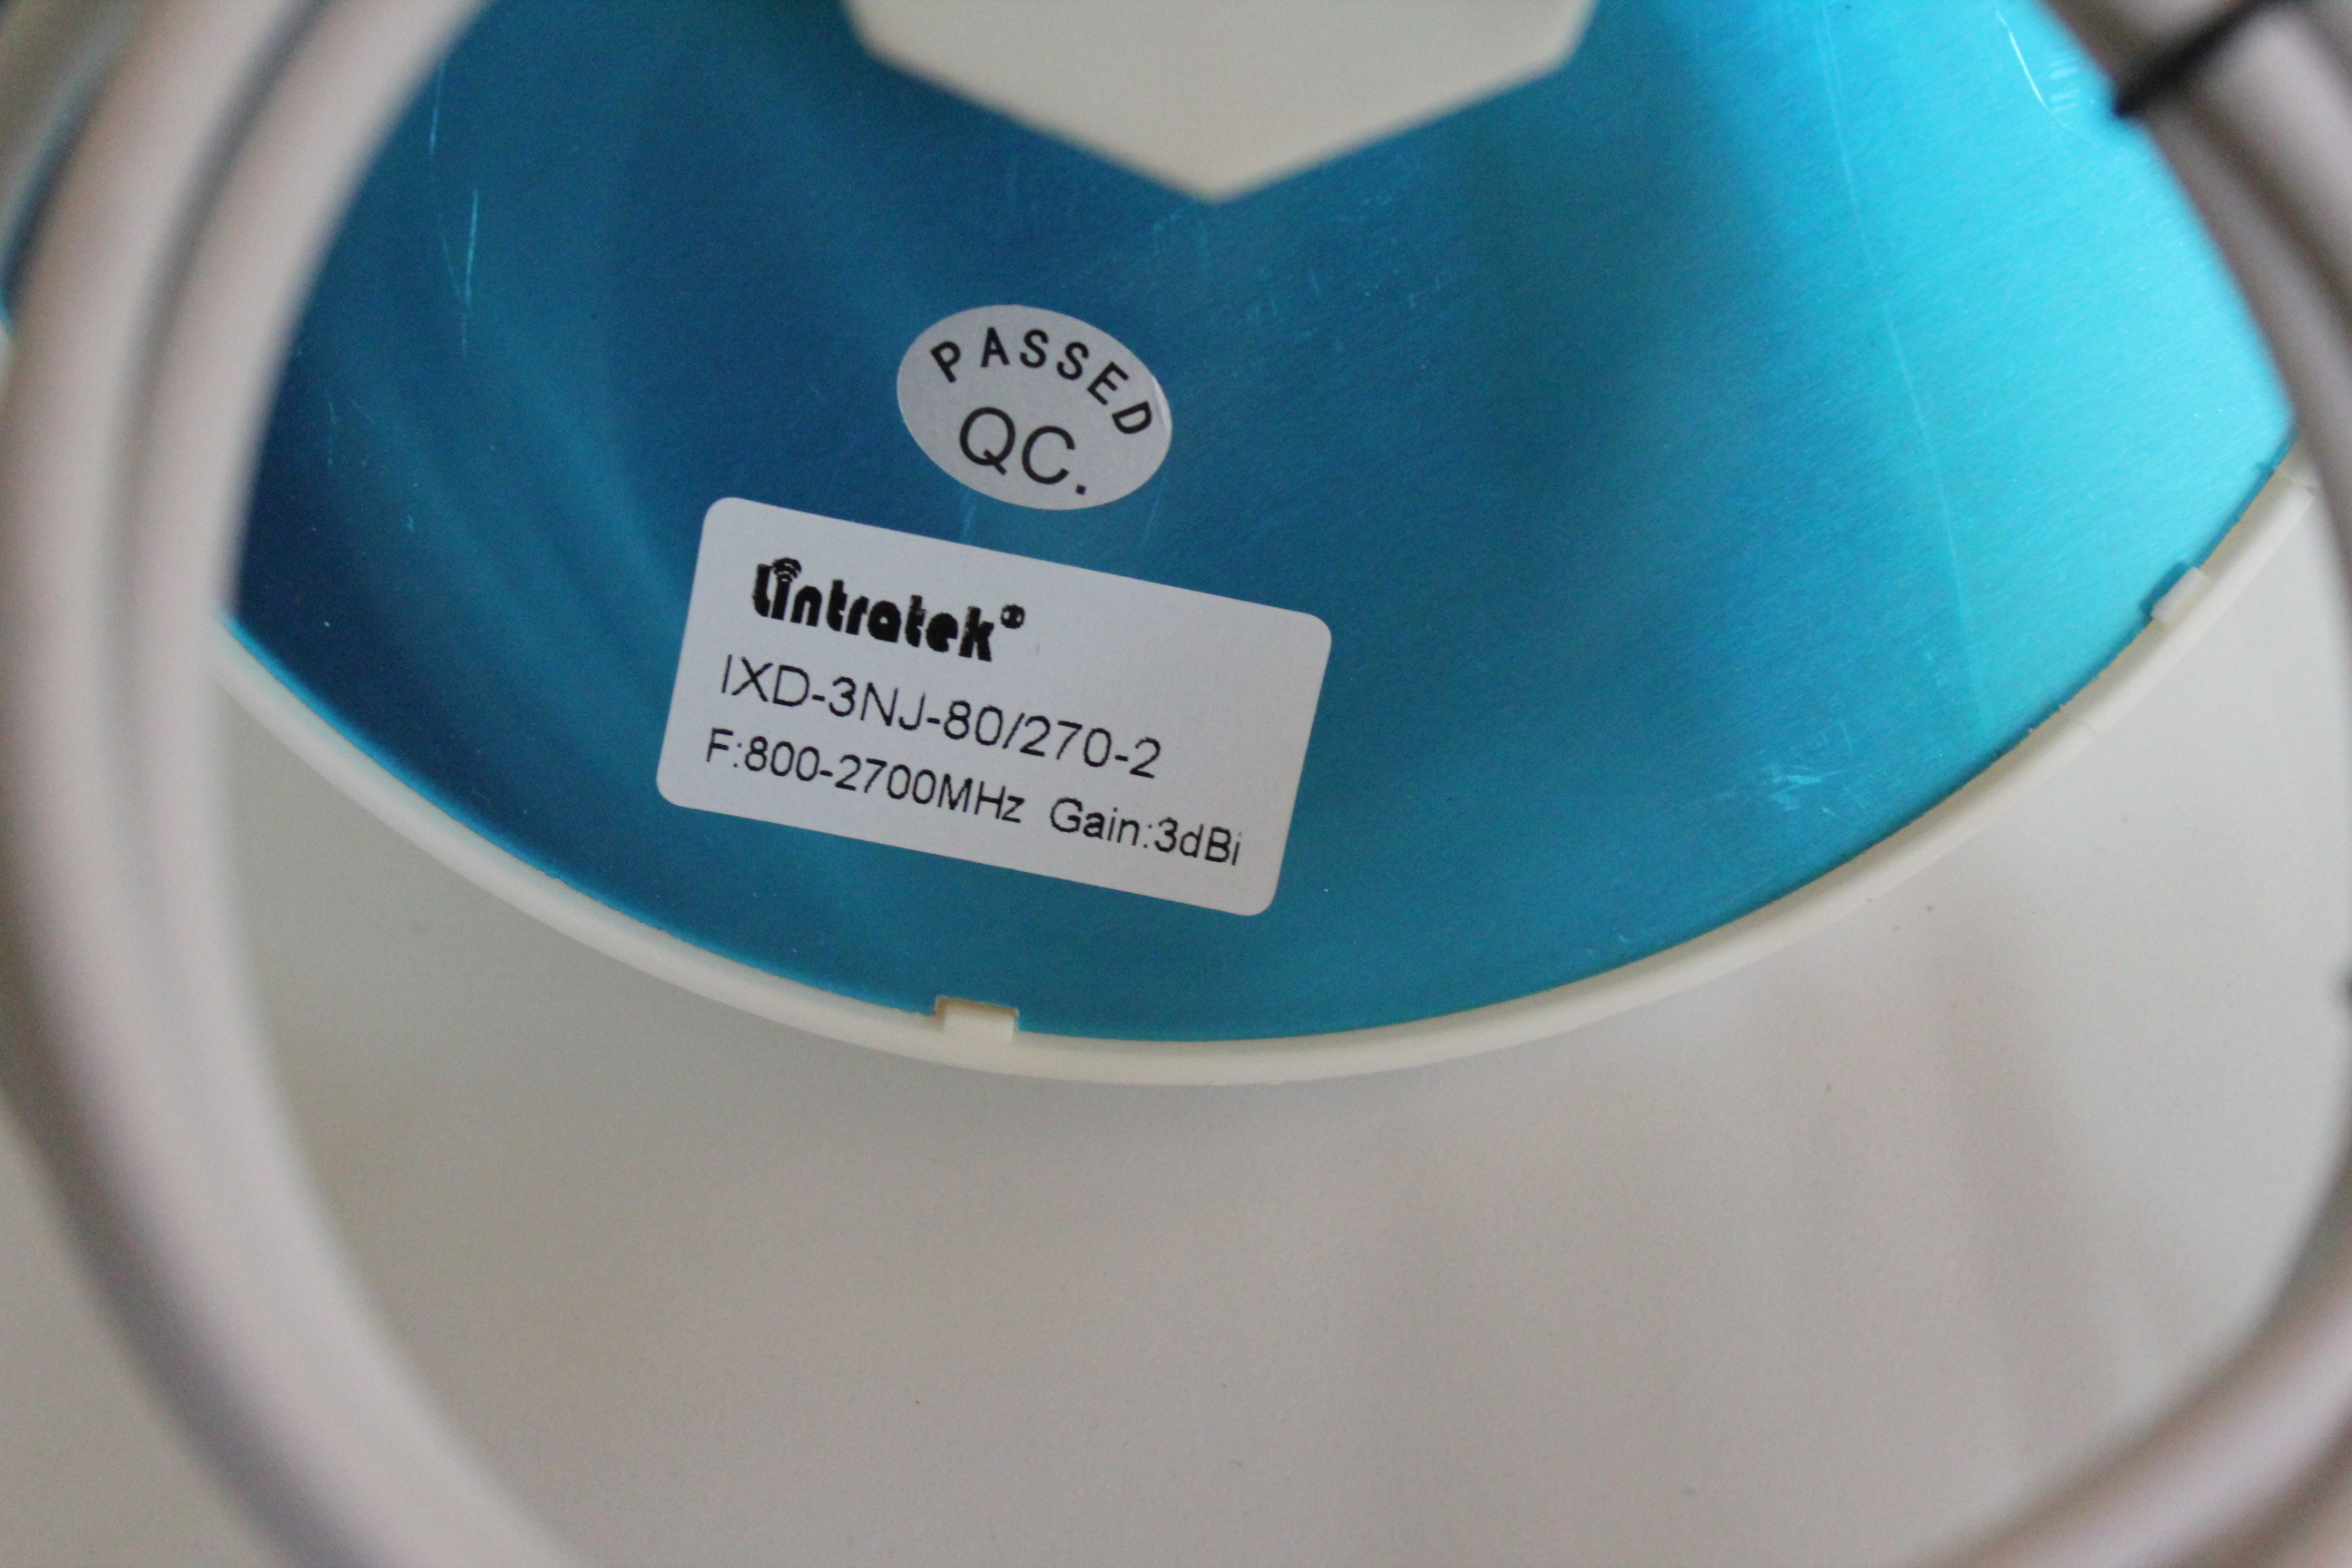 PASSED
QC.
Lintratek®
IXD-3NJ-80/270-2
F:800-2700MHz Gain:3dBi